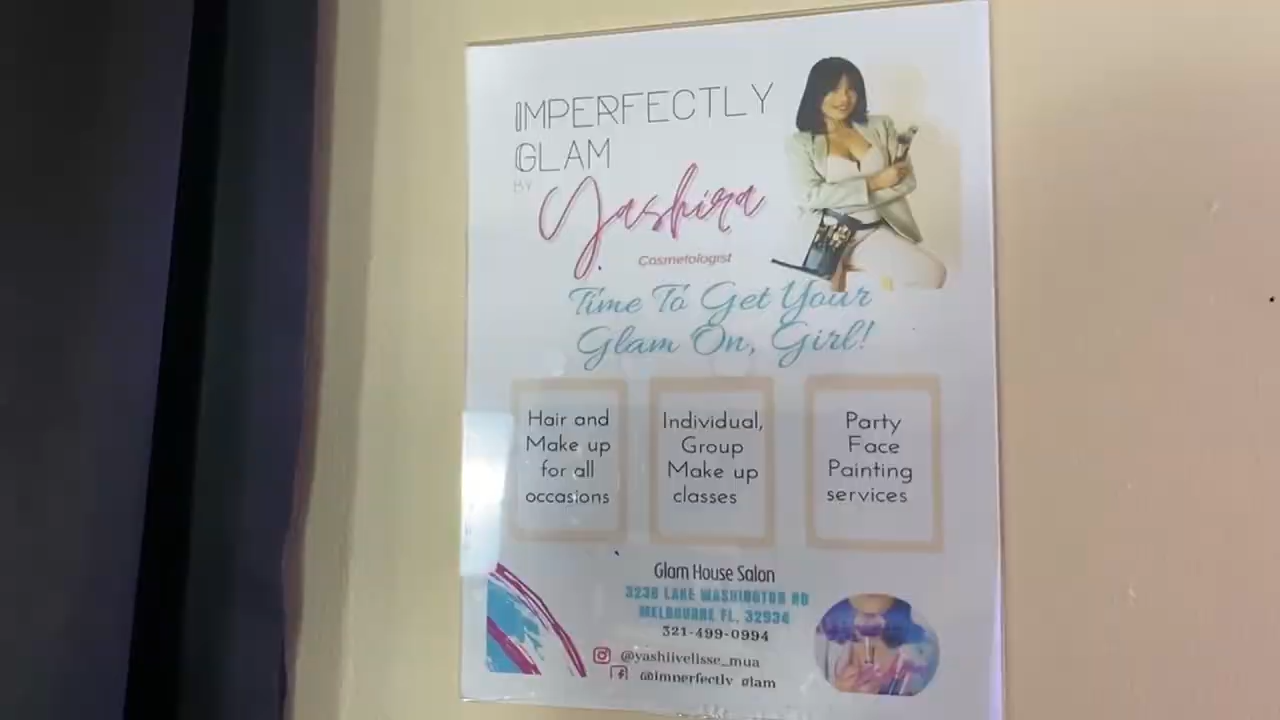 IMPERFECTLY
GLAM
BY
Yashira
Cosmetologist
Time To Get Your
Glam On, Girl!
Hair and
Make up
for all
occasions
Individual,
Group
Make up
classes
Party
Face
Painting
services
Glam House Salon
3238 LAKE WASHINGTON RD
MELBOURNE FL, 32934
321-499-0994
@yashiivelisse_mua
@imperfectly_glam